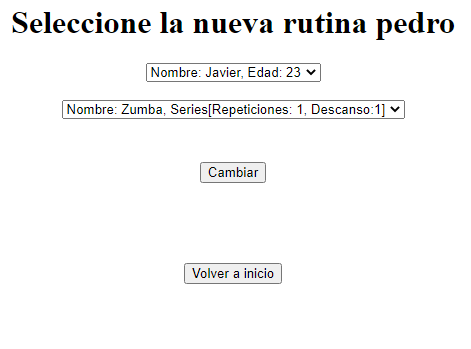 Seleccione la nueva rutina pedro
Nombre: Javier, Edad: 23
Nombre: Zumba, Series[Repeticiones: 1, Descanso:1]
Cambiar
Volver a inicio